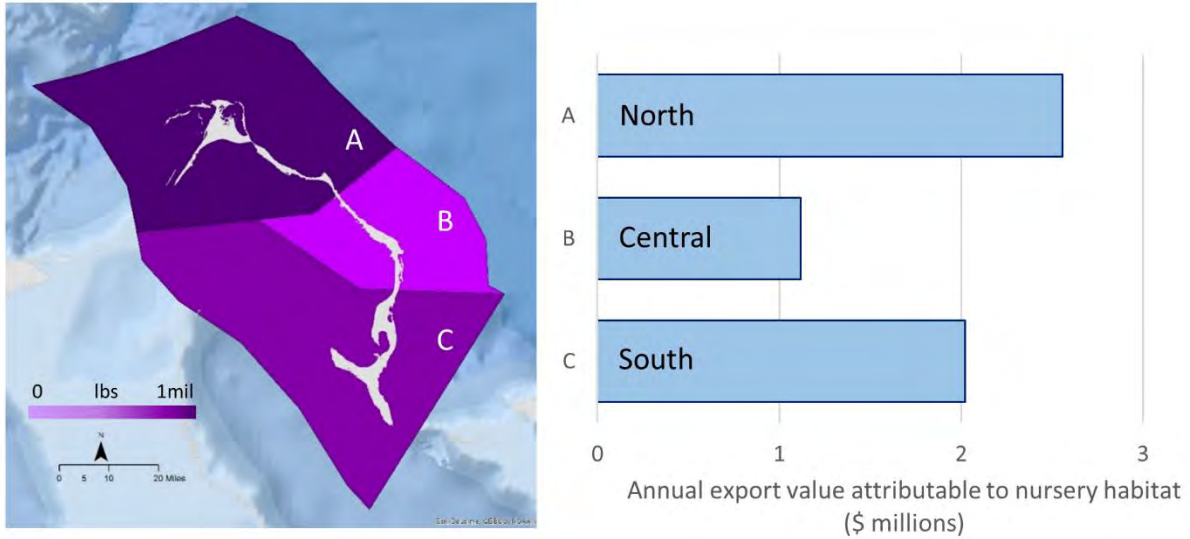 A
B
C
0 lbs 1mil
N
0 5 10 20 Miles
A North
B Central
C South
0 1 2 3
Annual export value attributable to nursery habitat
($ millions)